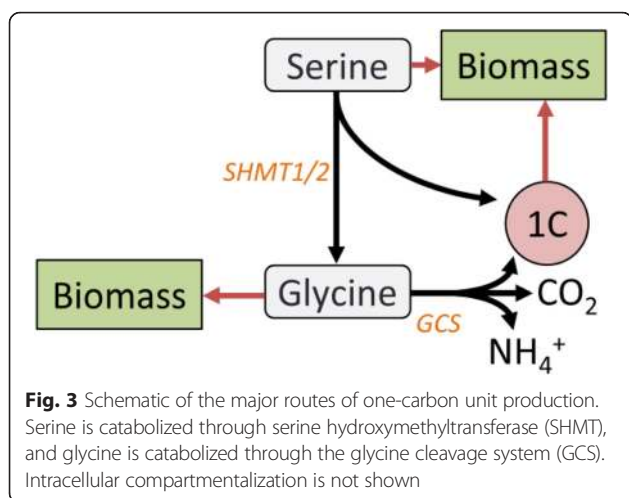 Serine
Biomass
SHMT1/2
1C
Biomass
Glycine
GCS
CO₂
NH₄⁺
Fig. 3 Schematic of the major routes of one-carbon unit production.
Serine is catabolized through serine hydroxymethyltransferase (SHMT),
and glycine is catabolized through the glycine cleavage system (GCS).
Intracellular compartmentalization is not shown